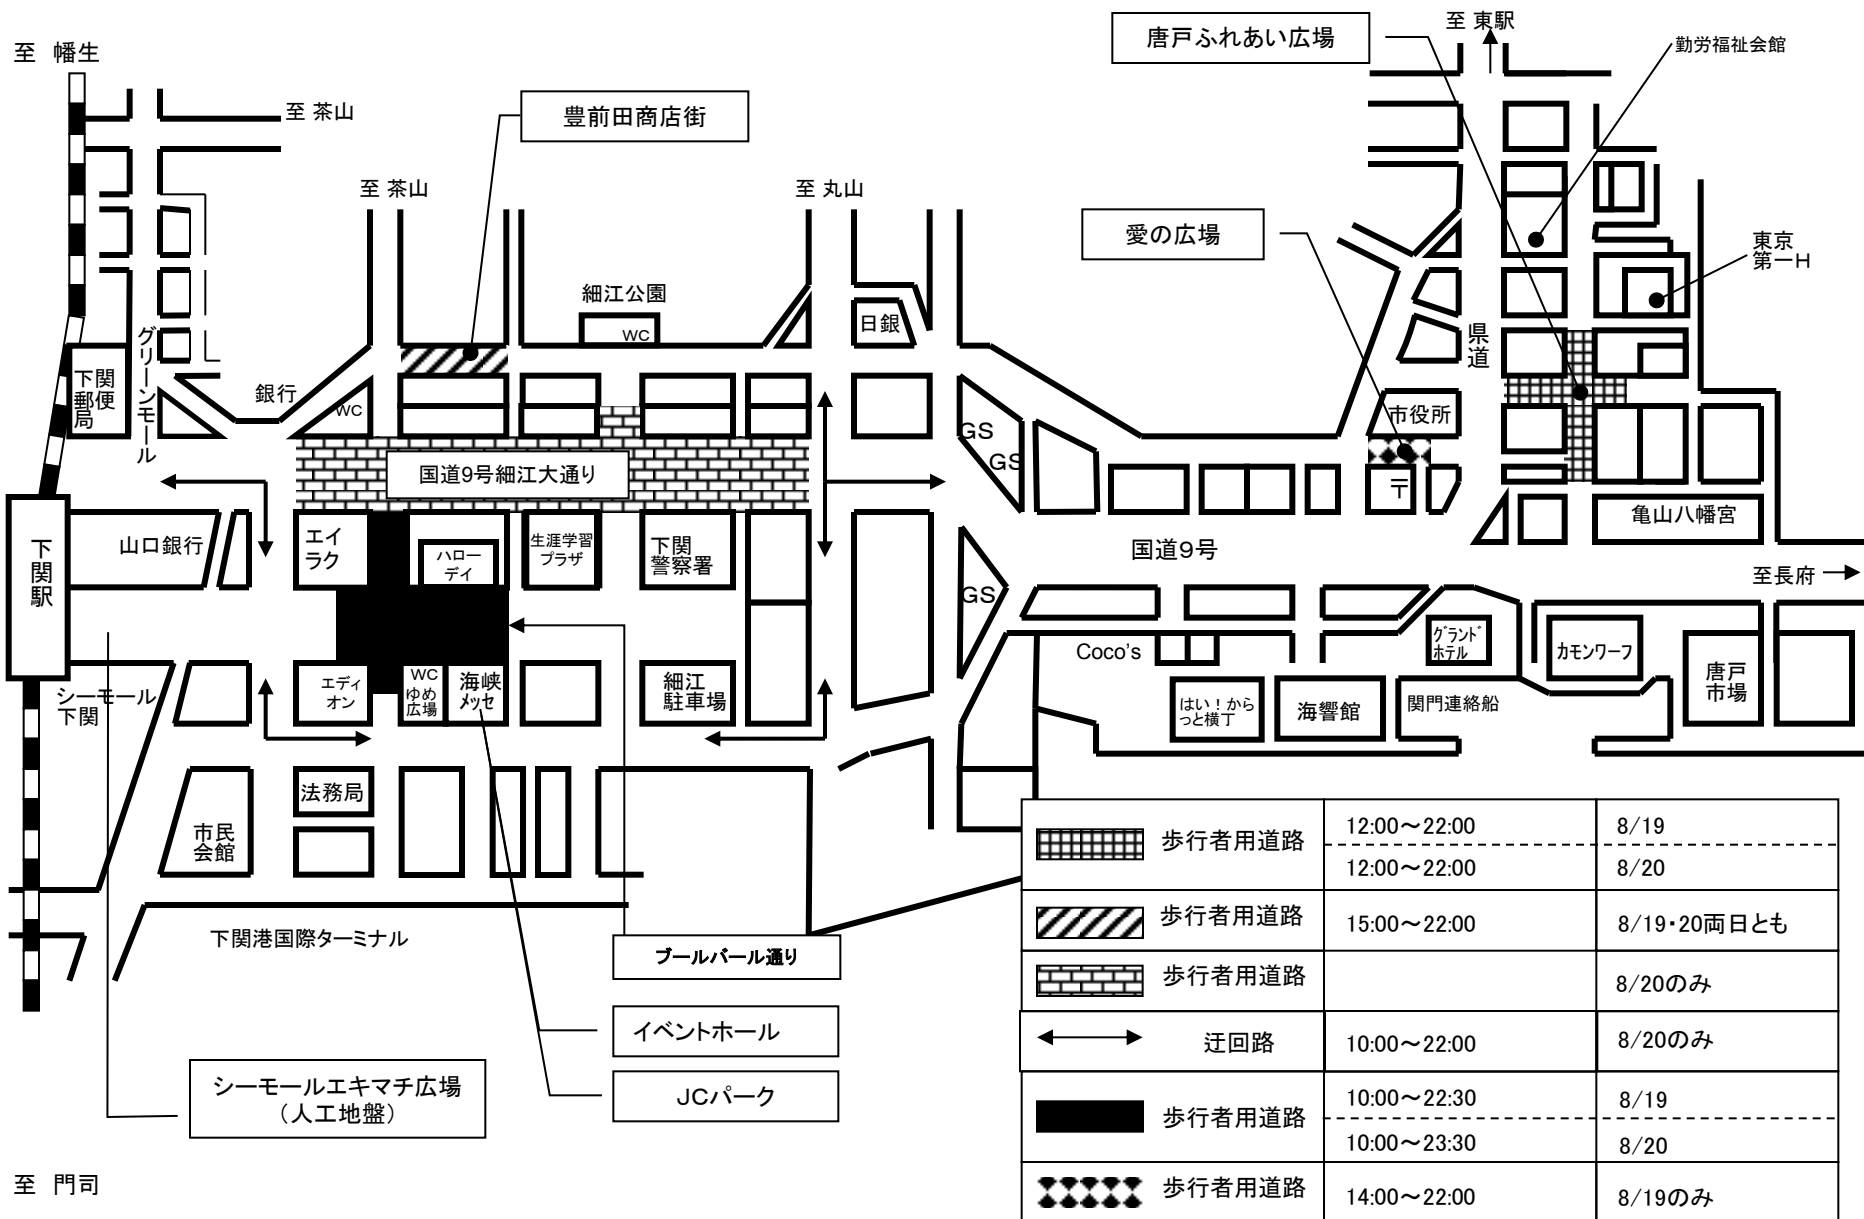 至 幡生
至 茶山
豊前田商店街
唐戸ふれあい広場
至 東駅
勤労福祉会館
至 茶山
至 丸山
愛の広場
東京
第一H
細江公園
WC
日銀
県道
グリーンモール
下関
郵便
局
銀行
WC
市役所
GS
GS
国道9号細江大通り
〒
亀山八幡宮
下関駅
山口銀行
エイ
ラク
ハロー
デイ
生涯学習
プラザ
下関
警察署
国道9号
至長府
GS
Coco's
グランド
ホテル
カモンワーフ
唐戸
市場
シーモール
下関
エディ
オン
WC
ゆめ
広場
海峡
メッセ
細江
駐車場
はい!から
っと横丁
海響館
関門連絡船
法務局
市民
会館
下関港国際ターミナル
ブールバール通り
イベントホール
JCパーク
シーモールエキマチ広場
(人工地盤)
至 門司
歩行者用道路 12:00~22:00 8/19
12:00~22:00 8/20
歩行者用道路 15:00~22:00 8/19・20両日とも
歩行者用道路 8/20のみ
迂回路 10:00~22:00 8/20のみ
歩行者用道路 10:00~22:30 8/19
10:00~23:30 8/20
歩行者用道路 14:00~22:00 8/19のみ